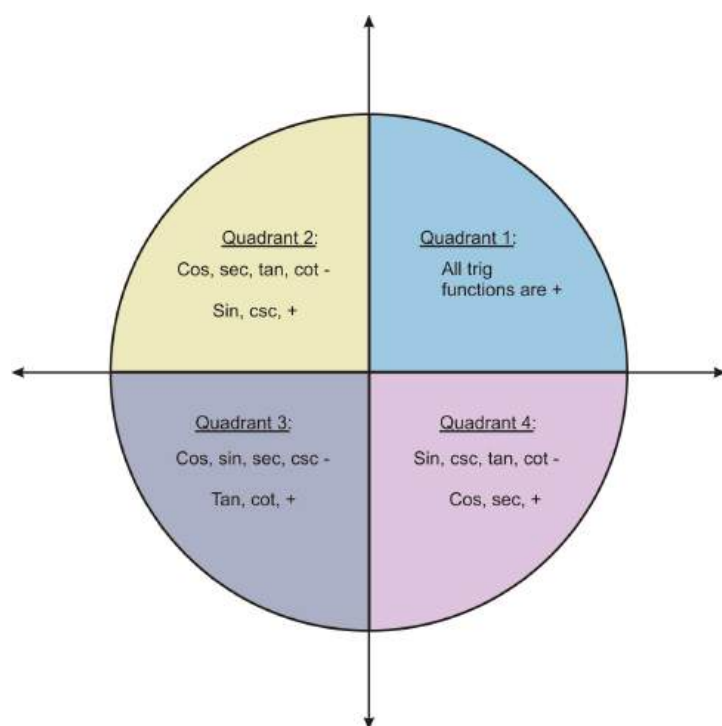 Quadrant 2:
Cos, sec, tan, cot -
Sin, csc, +
Quadrant 1:
All trig
functions are +
Quadrant 3:
Cos, sin, sec, csc -
Tan, cot, +
Quadrant 4:
Sin, csc, tan, cot -
Cos, sec, +